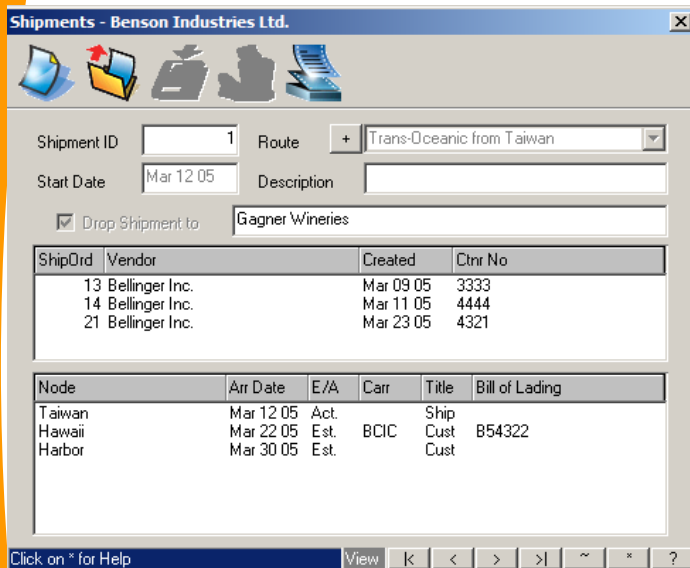 Shipments - Benson Industries Ltd. X
Shipment ID 1 Route + Trans-Oceanic from Taiwan
Start Date Mar 12 05 Description
Drop Shipment to Gagner Wineries
ShipOrd Vendor Created Ctnr No
13 Bellinger Inc. Mar 09 05 3333
14 Bellinger Inc. Mar 11 05 4444
21 Bellinger Inc. Mar 23 05 4321
Node Arr Date E/A Carr Title Bill of Lading
Taiwan Mar 12 05 Act. Ship
Hawaii Mar 22 05 Est. BCIC Cust B54322
Harbor Mar 30 05 Est. Cust
Click on * for Help View |< < > >| ~ * ?